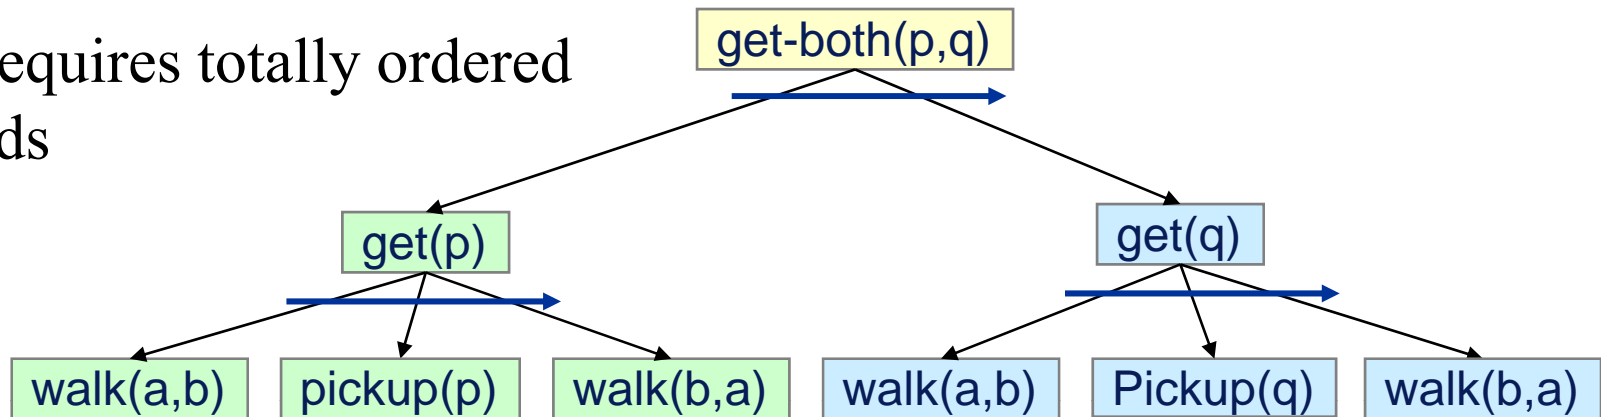 equires totally ordered
ds
get-both(p,q)
get(p)
get(q)
walk(a,b)
pickup(p)
walk(b,a)
walk(a,b)
Pickup(q)
walk(b,a)